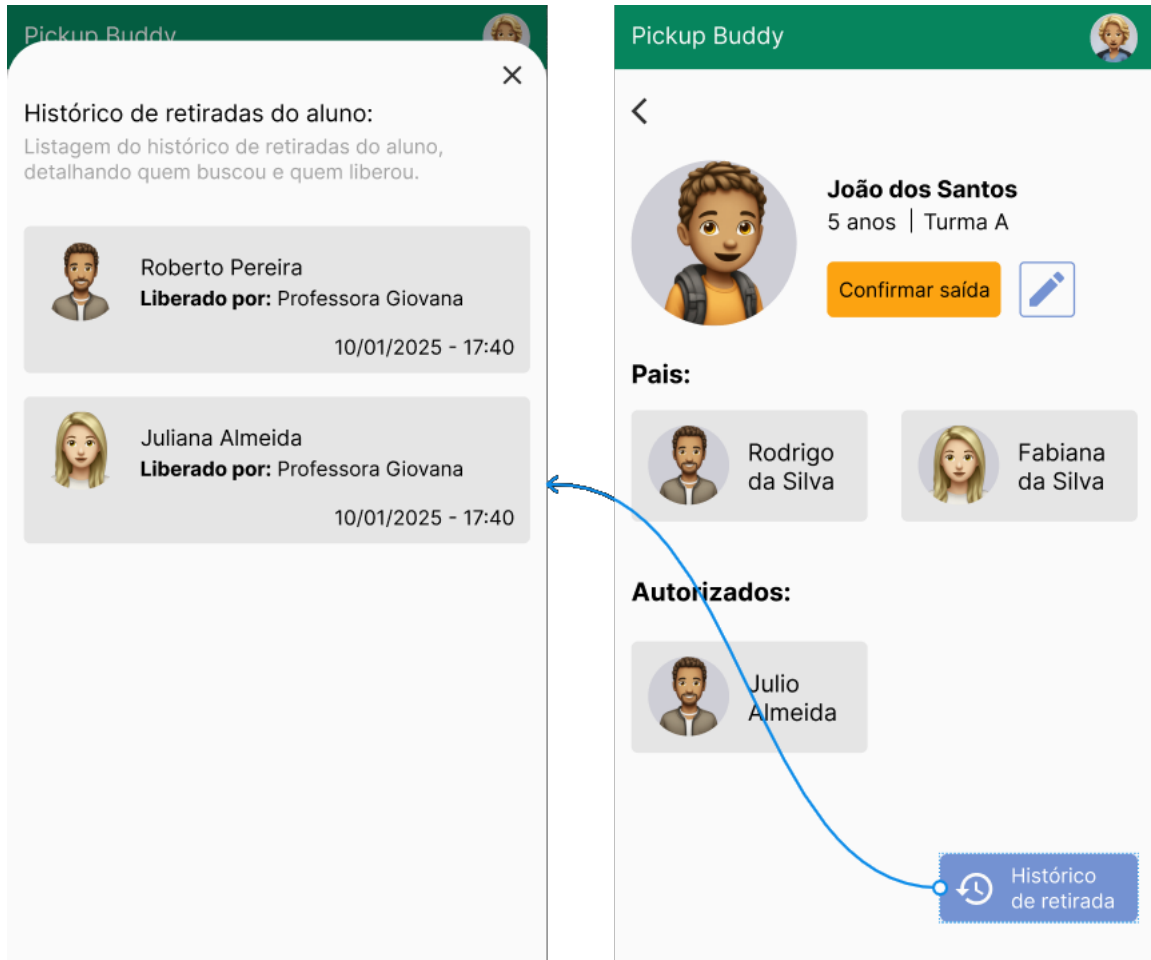 Pickup Buddy
Histórico de retiradas do aluno:
Listagem do histórico de retiradas do aluno,
detalhando quem buscou e quem liberou.
Roberto Pereira
Liberado por: Professora Giovana
10/01/2025 - 17:40
Juliana Almeida
Liberado por: Professora Giovana
10/01/2025 - 17:40
Pickup Buddy
João dos Santos
5 anos | Turma A
Confirmar saída
Pais:
Rodrigo
da Silva
Fabiana
da Silva
Autorizados:
Julio
Almeida
Histórico
de retirada